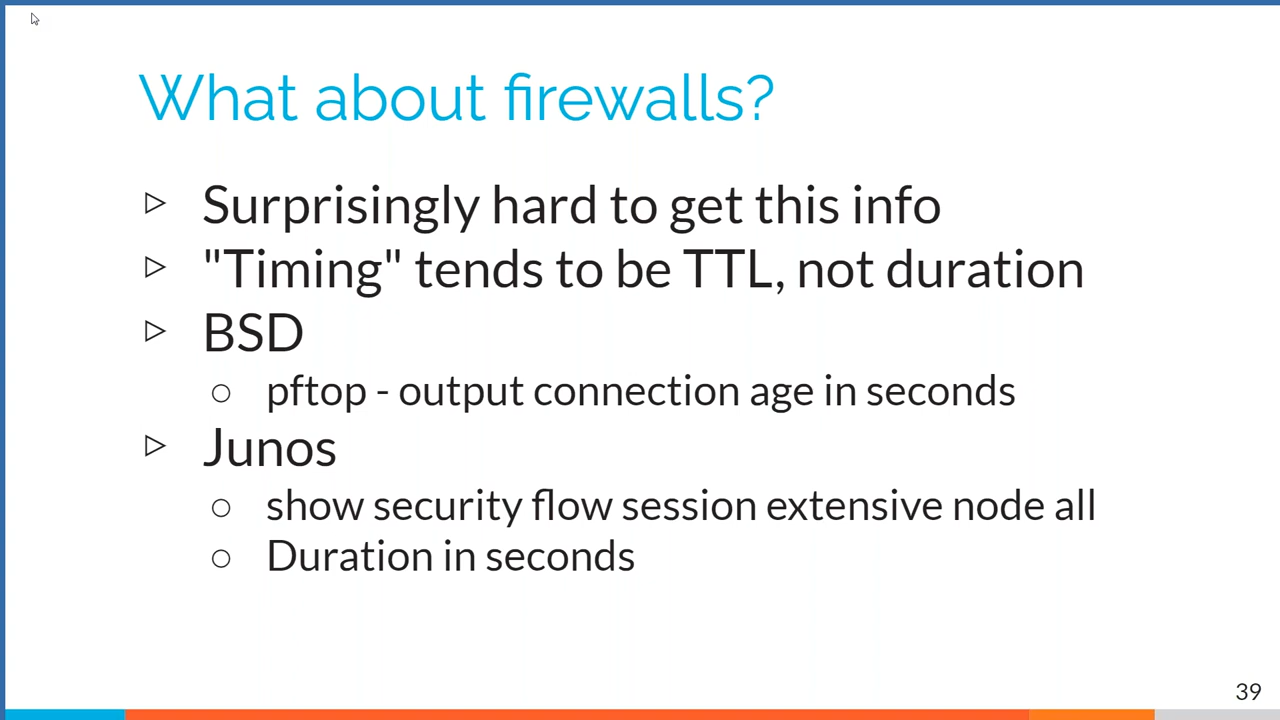 What about firewalls?
▷ Surprisingly hard to get this info
▷ "Timing" tends to be TTL, not duration
▷ BSD
○ pftop - output connection age in seconds
▷ Junos
○ show security flow session extensive node all
○ Duration in seconds
39